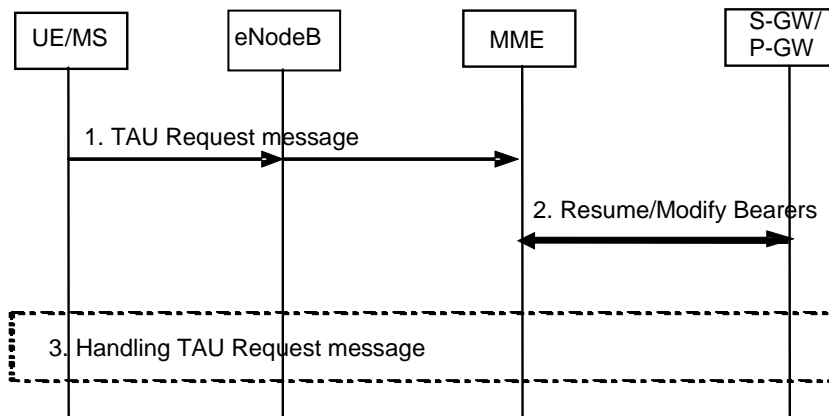 UE/MS
eNodeB
MME
S-GW/
P-GW
1. TAU Request message
2. Resume/Modify Bearers
3. Handling TAU Request message